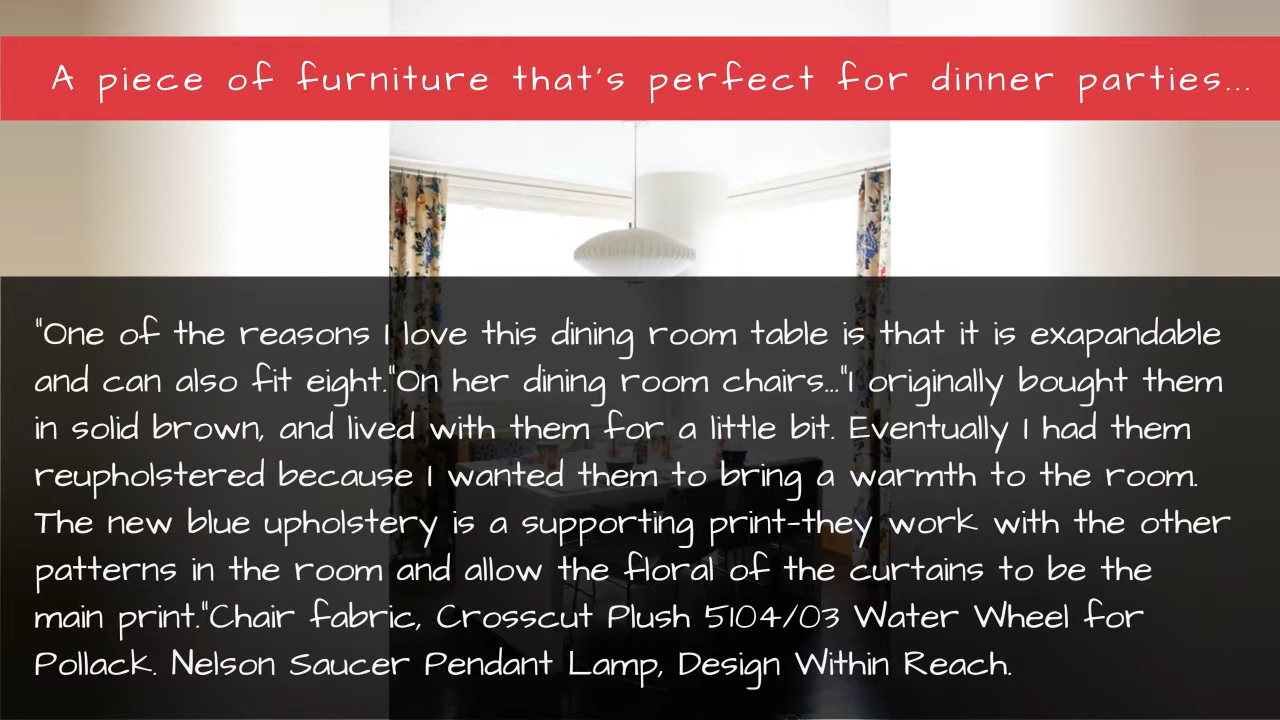 A piece of furniture that's perfect for dinner parties...
"One of the reasons I love this dining room table is that it is exapandable
and can also fit eight."On her dining room chairs..."I originally bought them
in solid brown, and lived with them for a little bit. Eventually I had them
reupholstered because I wanted them to bring a warmth to the room.
The new blue upholstery is a supporting print-they work with the other
patterns in the room and allow the floral of the curtains to be the
main print."Chair fabric, Crosscut Plush 5104/03 Water Wheel for
Pollack. Nelson Saucer Pendant Lamp, Design Within Reach.